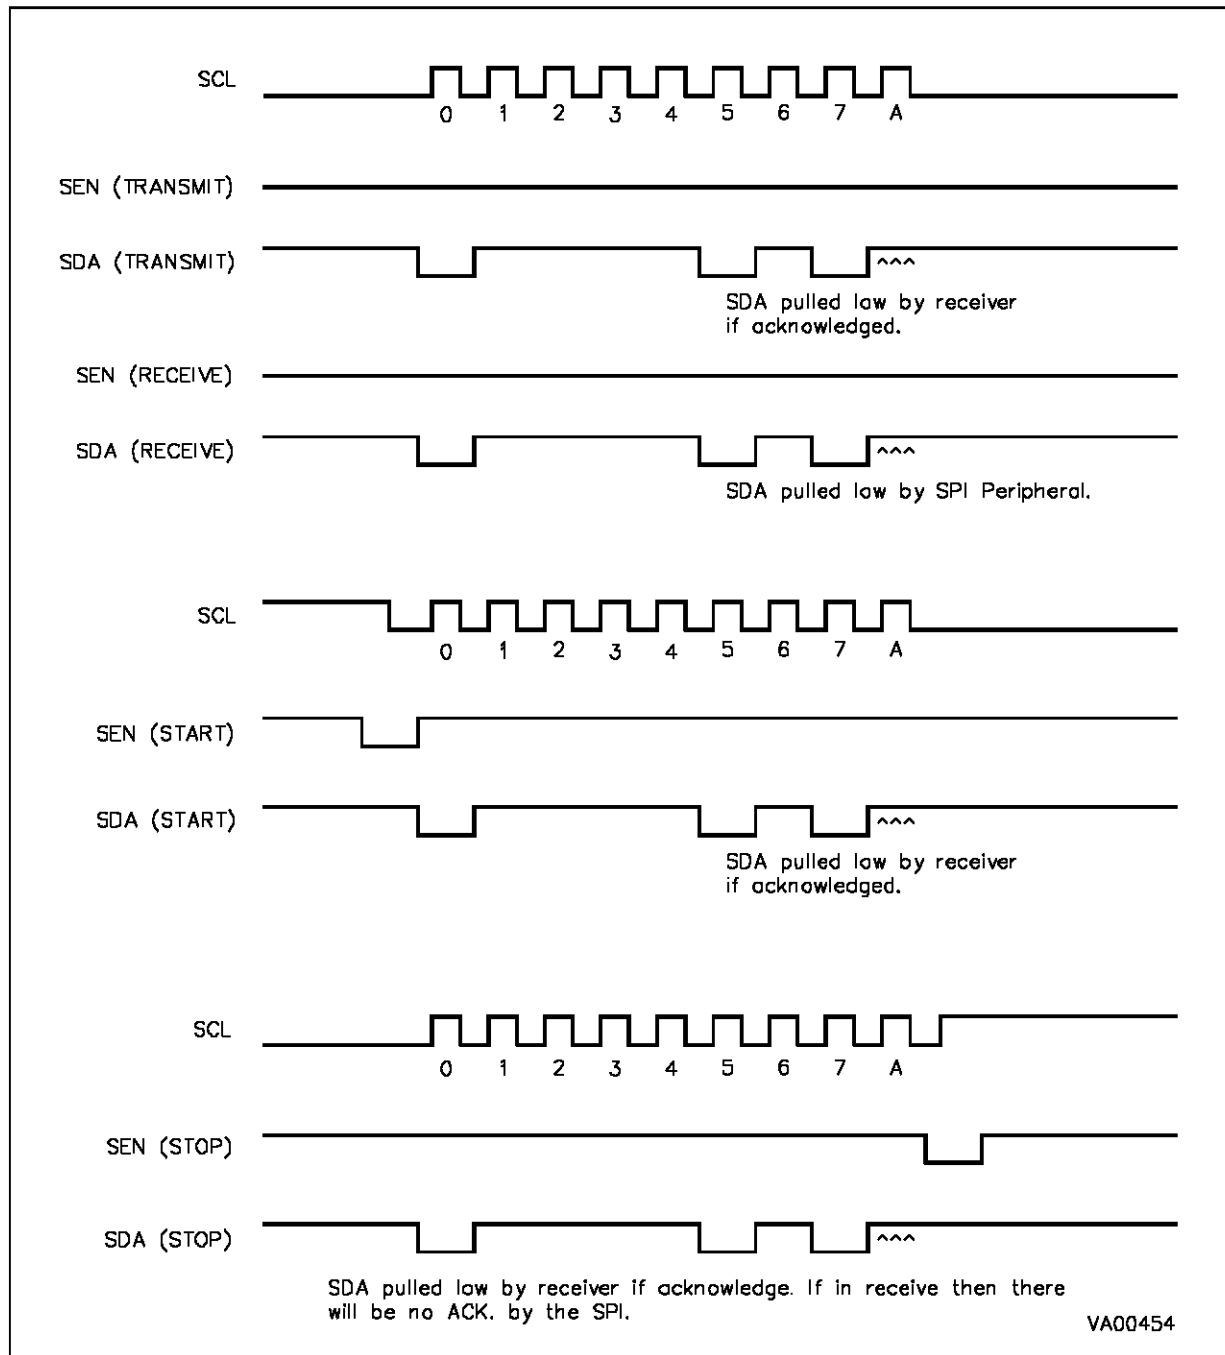 SCL
0 1 2 3 4 5 6 7 A
SEN (TRANSMIT)
SDA (TRANSMIT)
^^^
SDA pulled low by receiver
if acknowledged.
SEN (RECEIVE)
SDA (RECEIVE)
^^^
SDA pulled low by SPI Peripheral.
SCL
0 1 2 3 4 5 6 7 A
SEN (START)
SDA (START)
^^^
SDA pulled low by receiver
if acknowledged.
SCL
0 1 2 3 4 5 6 7 A
SEN (STOP)
SDA (STOP)
^^^
SDA pulled low by receiver if acknowledge. If in receive then there
will be no ACK. by the SPI.
VA00454